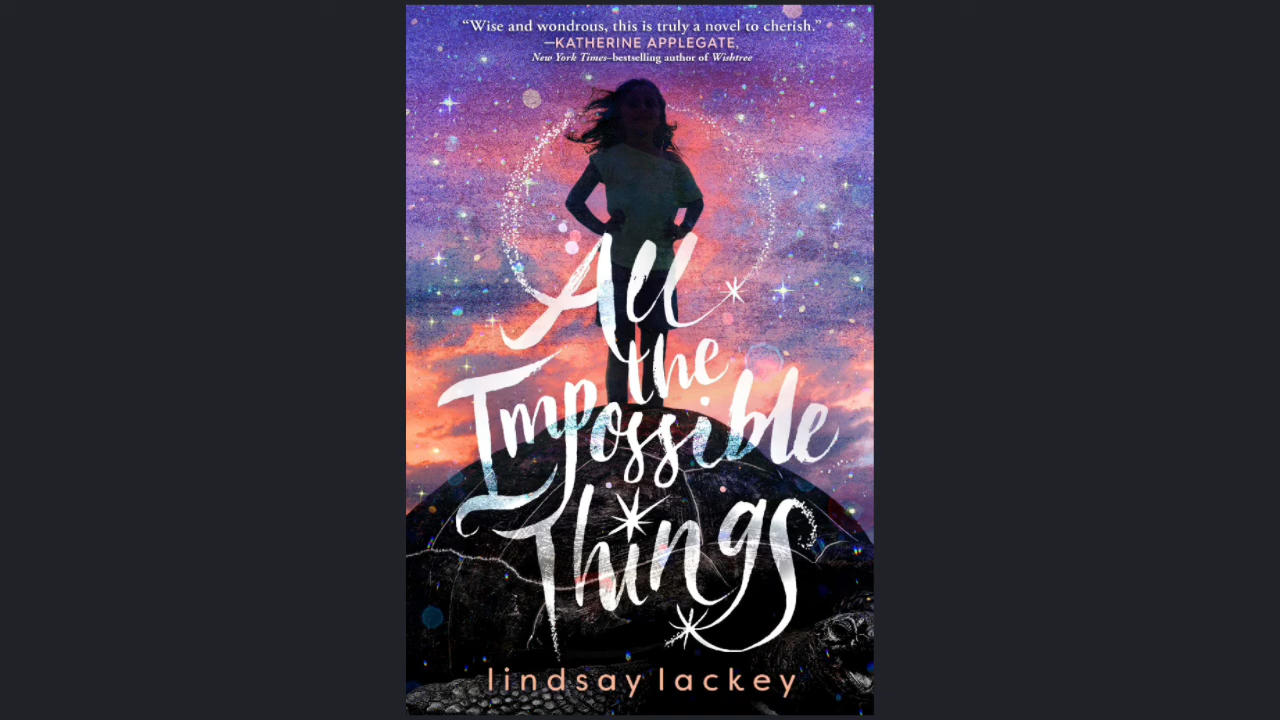 “Wise and wondrous, this is truly a novel to cherish.”
—KATHERINE APPLEGATE,
New York Times–bestselling author of Wishtree
All
the
Impossible
Things
lindsay lackey